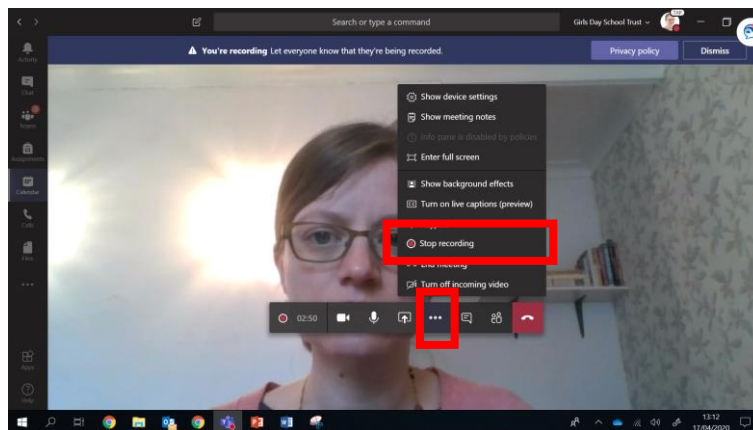 Search or type a command
Girls Day School Trust
You're recording Let everyone know that they're being recorded.
Privacy policy
Dismiss
Activity
Chat
Teams
Assignments
Calendar
Calls
Files
Apps
Help
Show device settings
Show meeting notes
Info pane is disabled by policies
Enter full screen
Show background effects
Turn on live captions (preview)
Stop recording
End meeting
Turn off incoming video
02:50
13:12
17/04/2020